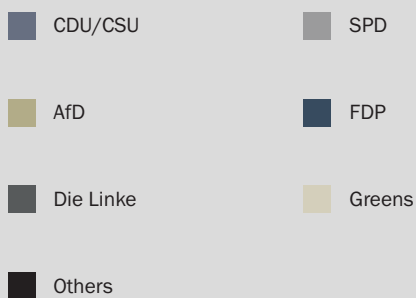 CDU/CSU
SPD
AfD
FDP
Die Linke
Greens
Others